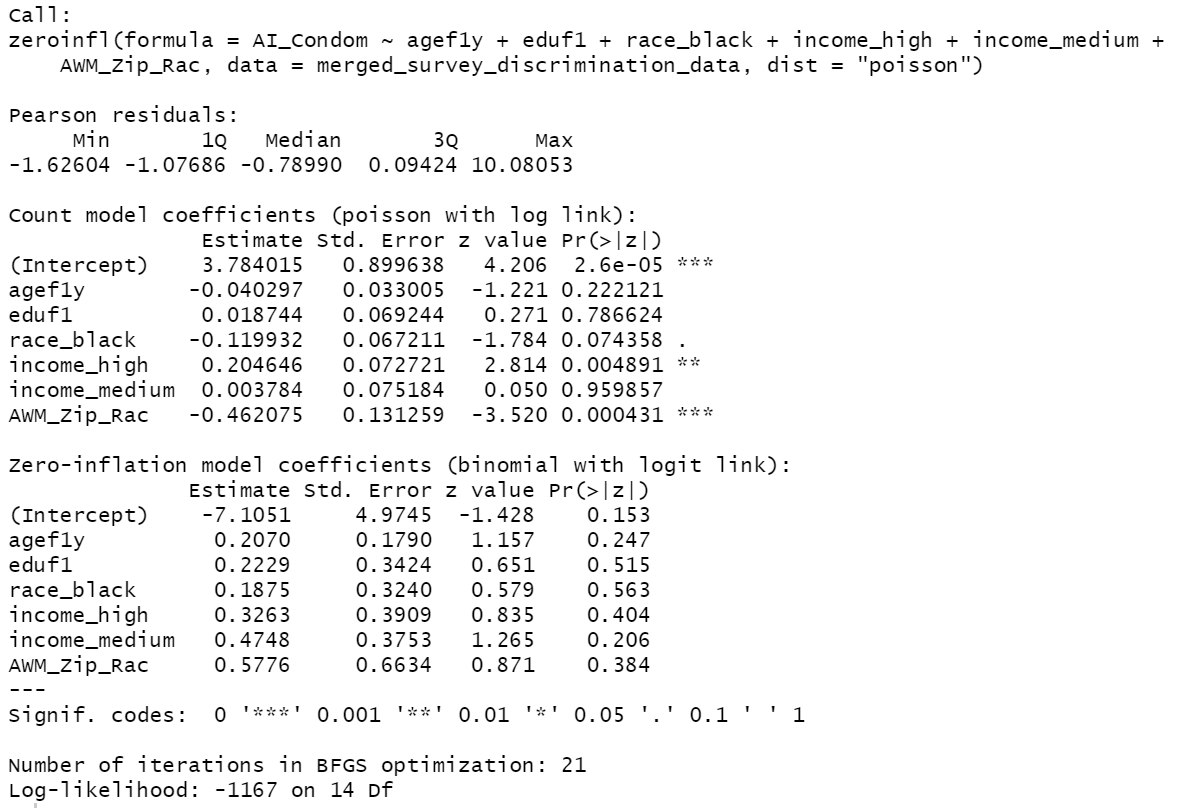 Call:
zeroinfl(formula = AI_Condom ~ agef1y + eduf1 + race_black + income_high + income_medium +
    AWM_Zip_Rac, data = merged_survey_discrimination_data, dist = "poisson")

Pearson residuals:
     Min       1Q   Median       3Q      Max
-1.62604 -1.07686 -0.78990  0.09424 10.08053

Count model coefficients (poisson with log link):
               Estimate Std. Error z value Pr(>|z|)
(Intercept)    3.784015   0.899638   4.206  2.6e-05 ***
agef1y        -0.040297   0.033005  -1.221 0.222121
eduf1          0.018744   0.069244   0.271 0.786624
race_black    -0.119932   0.067211  -1.784 0.074358 .
income_high    0.204646   0.072721   2.814 0.004891 **
income_medium  0.003784   0.075184   0.050 0.959857
AWM_Zip_Rac   -0.462075   0.131259  -3.520 0.000431 ***

Zero-inflation model coefficients (binomial with logit link):
              Estimate Std. Error z value Pr(>|z|)
(Intercept)    -7.1051     4.9745  -1.428    0.153
agef1y          0.2070     0.1790   1.157    0.247
eduf1           0.2229     0.3424   0.651    0.515
race_black      0.1875     0.3240   0.579    0.563
income_high     0.3263     0.3909   0.835    0.404
income_medium   0.4748     0.3753   1.265    0.206
AWM_Zip_Rac     0.5776     0.6634   0.871    0.384
---
Signif. codes:  0 '***' 0.001 '**' 0.01 '*' 0.05 '.' 0.1 ' ' 1

Number of iterations in BFGS optimization: 21
Log-likelihood: -1167 on 14 Df